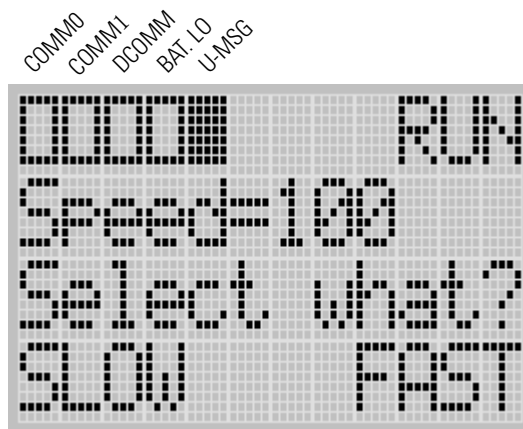 COMM0 COMM1 DCOMM BAT. LO U-MSG
RUN
Speed=100
Select what?
SLOW FAST